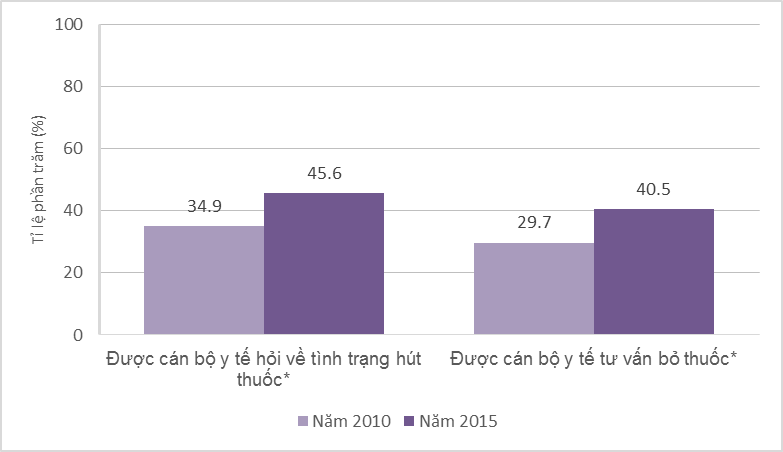 100
80
60
40
20
0
Tỉ lệ phần trăm (%)
34.9
45.6
29.7
40.5
Được cán bộ y tế hỏi về tình trạng hút
thuốc*
Được cán bộ y tế tư vấn bỏ thuốc*
Năm 2010
Năm 2015